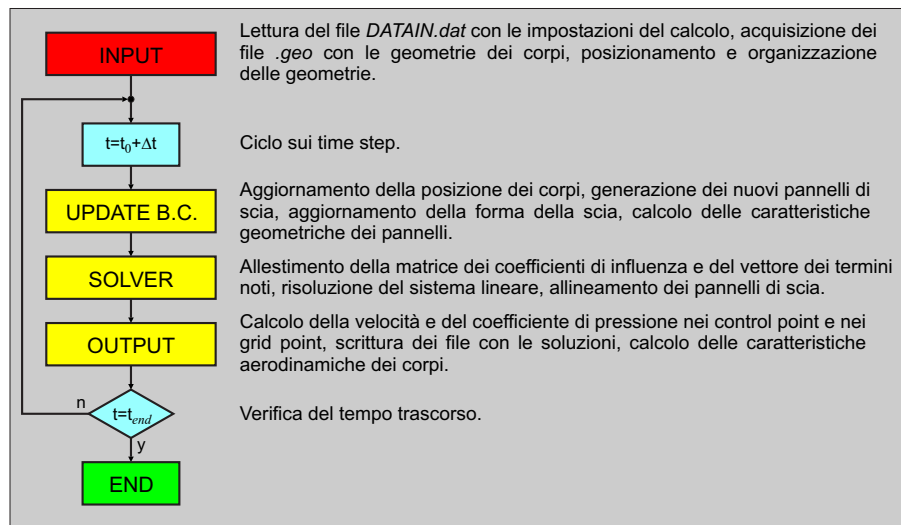 INPUT
Lettura del file DATAIN.dat con le impostazioni del calcolo, acquisizione dei
file .geo con le geometrie dei corpi, posizionamento e organizzazione
delle geometrie.
t=t0+Δt
Ciclo sui time step.
UPDATE B.C.
Aggiornamento della posizione dei corpi, generazione dei nuovi pannelli di
scia, aggiornamento della forma della scia, calcolo delle caratteristiche
geometriche dei pannelli.
SOLVER
Allestimento della matrice dei coefficienti di influenza e del vettore dei termini
noti, risoluzione del sistema lineare, allineamento dei pannelli di scia.
OUTPUT
Calcolo della velocità e del coefficiente di pressione nei control point e nei
grid point, scrittura dei file con le soluzioni, calcolo delle caratteristiche
aerodinamiche dei corpi.
n
t=tend
Verifica del tempo trascorso.
y
END